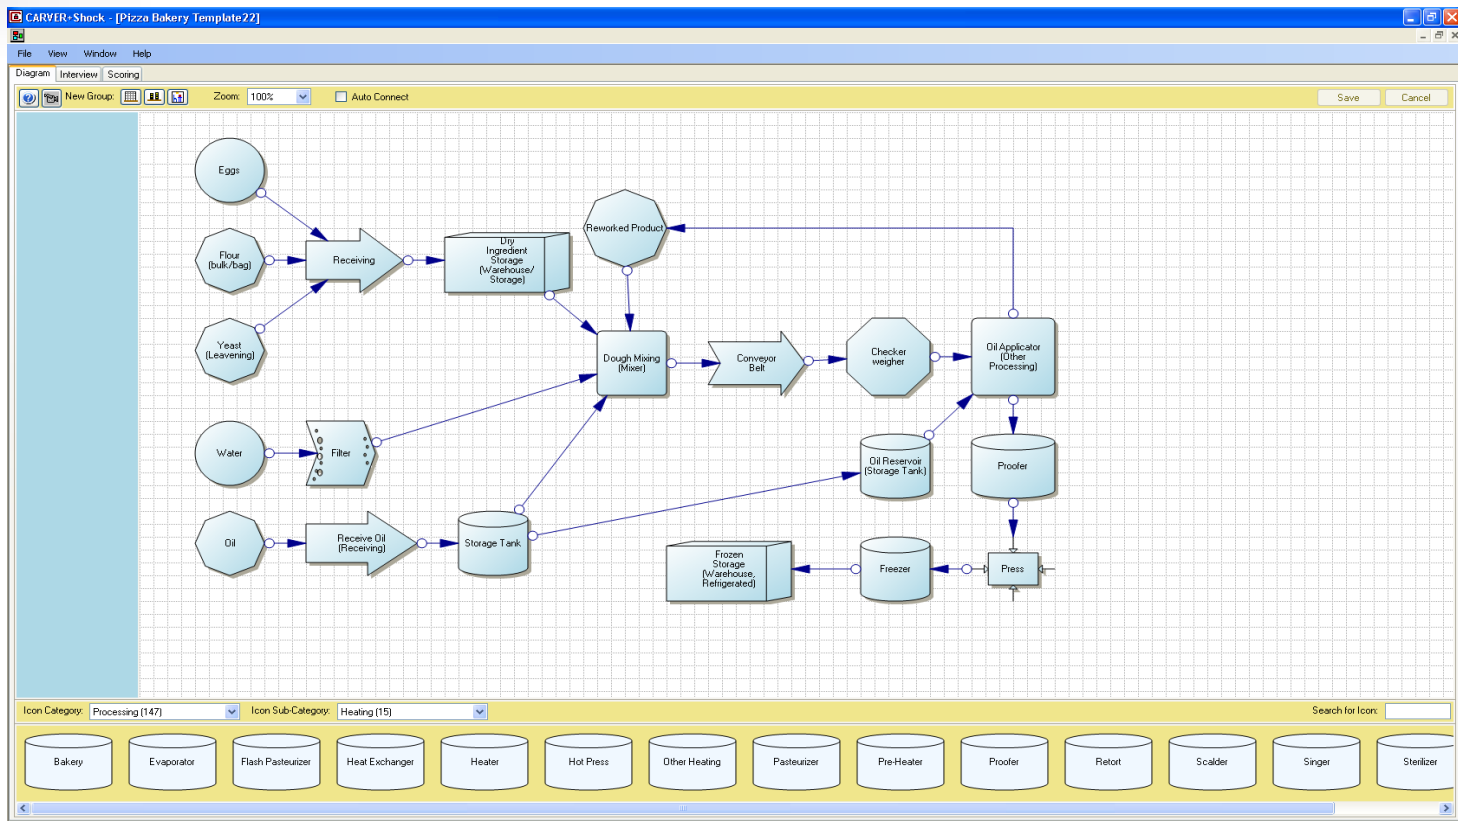 CARVER+Shock - [Pizza Bakery Template22]
File View Window Help
Diagram Interview Scoring
New Group: Zoom: 100% Auto Connect Save Cancel
Eggs
Flour
(bulk/bag)
Yeast
(Leavening)
Receiving
Dry
Ingredient
Storage
(Warehouse/
Storage)
Reworked Product
Dough Mixing
(Mixer)
Conveyor
Belt
Checker
weigher
Oil Applicator
(Other
Processing)
Water
Filter
Oil Reservoir
(Storage Tank)
Proofer
Oil
Receive Oil
(Receiving)
Storage Tank
Frozen
Storage
(Warehouse,
Refrigerated)
Freezer
Press
Icon Category: Processing (147) Icon Sub-Category: Heating (15) Search for Icon:
Bakery Evaporator Flash Pasteurizer Heat Exchanger Heater Hot Press Other Heating Pasteurizer Pre-Heater Proofer Retort Scalder Singer Sterilizer